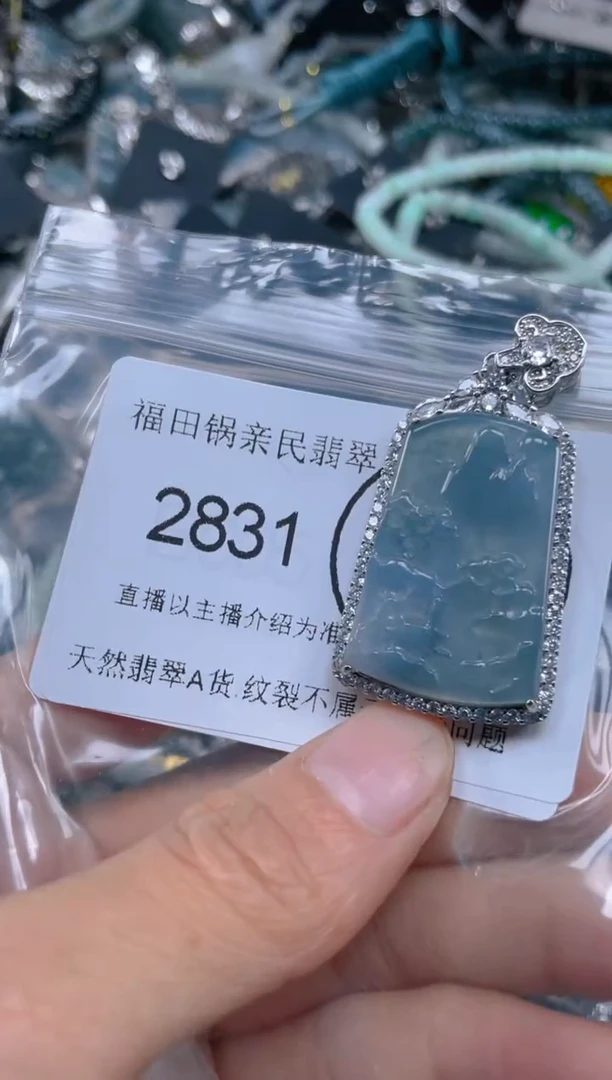 福田锅亲民翡翠
2831
直播以主播介绍为准
天然翡翠A货.纹裂不属 问题